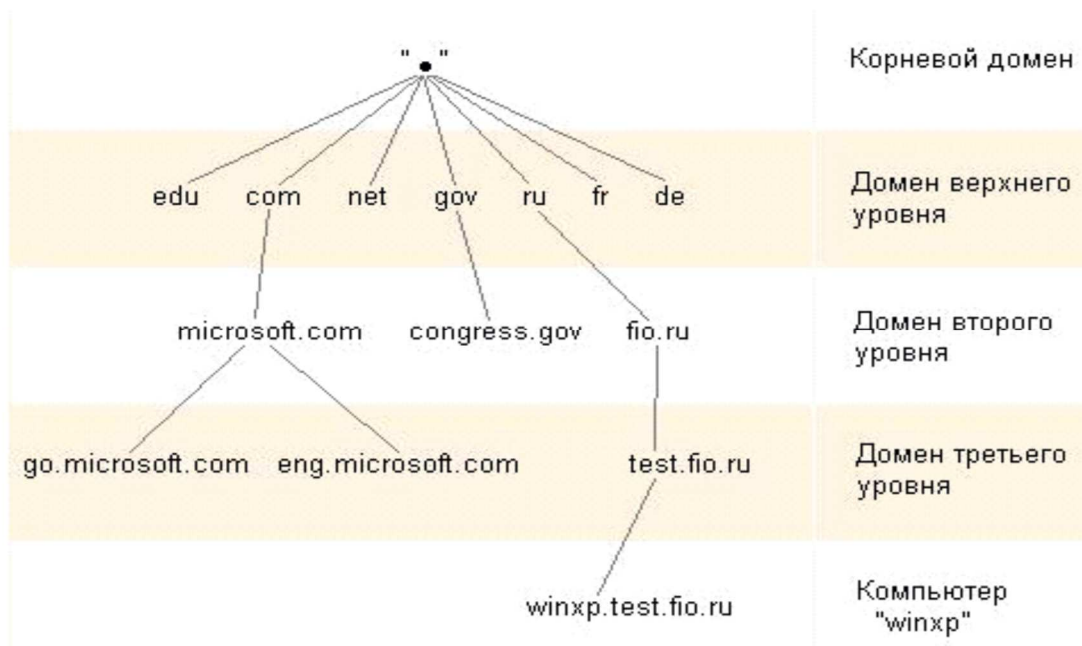 " . "
Корневой домен
edu com net gov ru fr de
Домен верхнего
уровня
microsoft.com congress.gov fio.ru
Домен второго
уровня
go.microsoft.com eng.microsoft.com test.fio.ru
Домен третьего
уровня
winxp.test.fio.ru
Компьютер
"winxp"